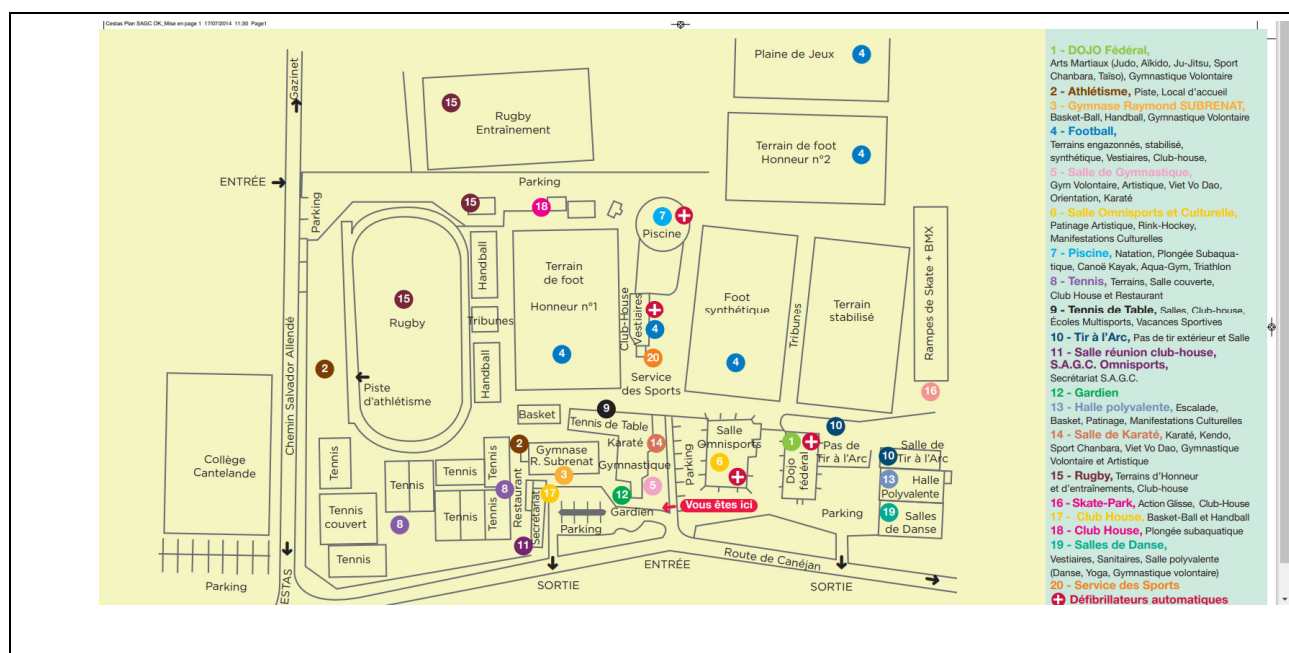 Cestas Plan SAGC OK_Mise en page 1 17/07/2014 11:30 Page1
Gazinet
15
Rugby
Entraînement
Plaine de Jeux
4
Terrain de foot
Honneur n°2
4
ENTRÉE
Parking
Parking
15
18
7
Piscine
Handball
Terrain
de foot
Honneur n°1
4
Tribunes
Handball
15
Rugby
Club-House
Vestiaires
4
20
Service
des Sports
Foot
synthétique
4
Tribunes
Terrain
stabilisé
Rampes de Skate + BMX
16
Chemin Salvador Allendé
2
Piste
d'athlétisme
Collège
Cantelande
Basket
9
Tennis de Table
2
Gymnase
R. Subrenat
3
Karaté
14
Gymnastique
5
Parking
Salle
Omnisports
6
1
Dojo
fédéral
10
Pas de
Tir à l'Arc
Salle de
10
Tir à l'Arc
13
Halle
Polyvalente
19
Salles
de Danse
Parking
Tennis
Tennis
Tennis
Tennis
Tennis
couvert
8
Tennis
Tennis
8
Tennis
Restaurant
17
Secrétariat
11
12
Gardien
Vous êtes ici
Parking
Parking
ESTAS
SORTIE
ENTRÉE
Route de Canéjan
SORTIE
1 - DOJO Fédéral,
Arts Martiaux (Judo, Aïkido, Ju-Jitsu, Sport
Chanbara, Taïso), Gymnastique Volontaire
2 - Athlétisme, Piste, Local d'accueil
3 - Gymnase Raymond SUBRENAT,
Basket-Ball, Handball, Gymnastique Volontaire
4 - Football,
Terrains engazonnés, stabilisé,
synthétique, Vestiaires, Club-house,
5 - Salle de Gymnastique,
Gym Volontaire, Artistique, Viet Vo Dao,
Orientation, Karaté
6 - Salle Omnisports et Culturelle,
Patinage Artistique, Rink-Hockey,
Manifestations Culturelles
7 - Piscine, Natation, Plongée Subaqua-
tique, Canoë Kayak, Aqua-Gym, Triathlon
8 - Tennis, Terrains, Salle couverte,
Club House et Restaurant
9 - Tennis de Table, Salles, Club-house,
Écoles Multisports, Vacances Sportives
10 - Tir à l'Arc, Pas de tir extérieur et Salle
11 - Salle réunion club-house,
S.A.G.C. Omnisports,
Secrétariat S.A.G.C.
12 - Gardien
13 - Halle polyvalente, Escalade,
Basket, Patinage, Manifestations Culturelles
14 - Salle de Karaté, Karaté, Kendo,
Sport Chanbara, Viet Vo Dao, Gymnastique
Volontaire et Artistique
15 - Rugby, Terrains d'Honneur
et d'entraînements, Club-house
16 - Skate-Park, Action Glisse, Club-House
17 - Club House, Basket-Ball et Handball
18 - Club House, Plongée subaquatique
19 - Salles de Danse,
Vestiaires, Sanitaires, Salle polyvalente
(Danse, Yoga, Gymnastique volontaire)
20 - Service des Sports
Défibrillateurs automatiques